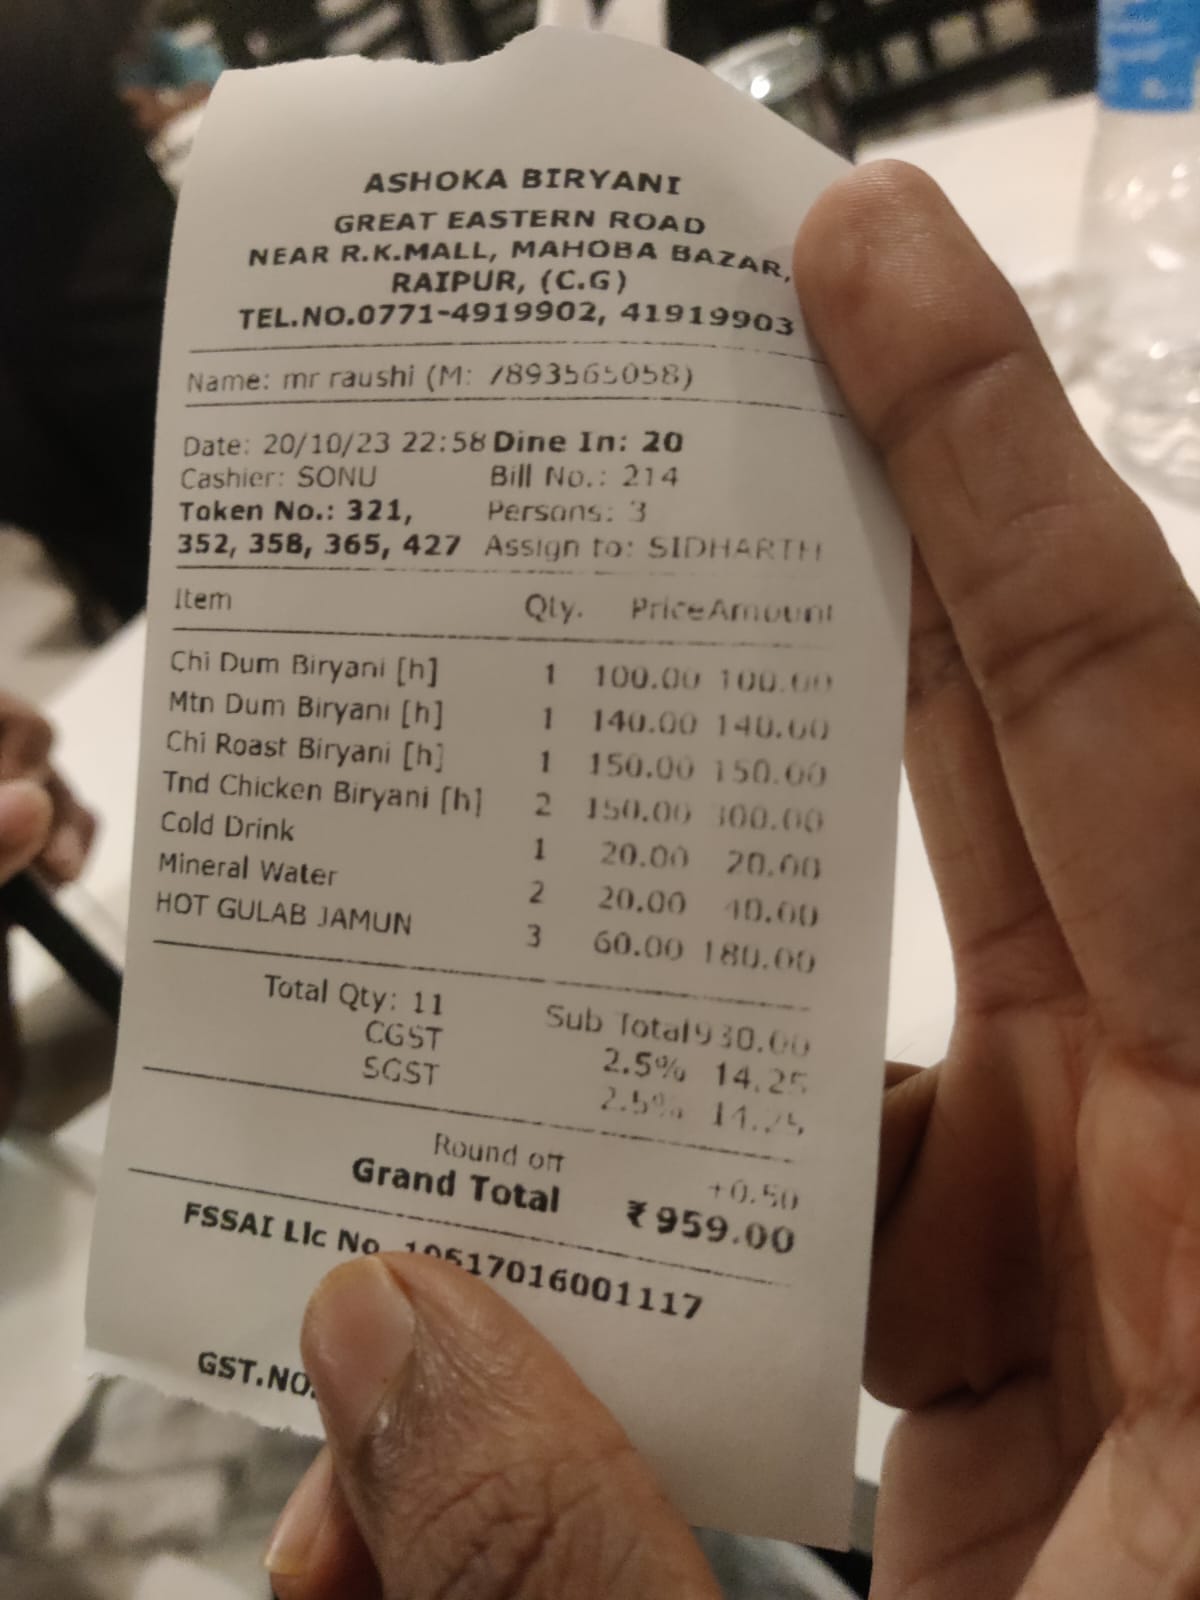 ASHOKA BIRYANI
GREAT EASTERN ROAD
NEAR R.K.MALL, MAHOBA BAZAR,
RAIPUR, (C.G)
TEL.NO.0771-4919902, 41919903
Name: mr raushi (M: 7893565058)
Date: 20/10/23 22:58 Dine In: 20
Cashier: SONU Bill No.: 214
Token No.: 321, Persons: 3
352, 358, 365, 427 Assign to: SIDHARTH
Item Qty. Price Amount
Chi Dum Biryani [h] 1 100.00 100.00
Mtn Dum Biryani [h] 1 140.00 140.00
Chi Roast Biryani [h] 1 150.00 150.00
Tnd Chicken Biryani [h] 2 150.00 300.00
Cold Drink 1 20.00 20.00
Mineral Water 2 20.00 40.00
HOT GULAB JAMUN 3 60.00 180.00
Total Qty: 11 Sub Total 930.00
CGST 2.5% 14.25
SGST 2.5% 14.25
Round off +0.50
Grand Total ₹959.00
FSSAI Lic No
GST.NO.